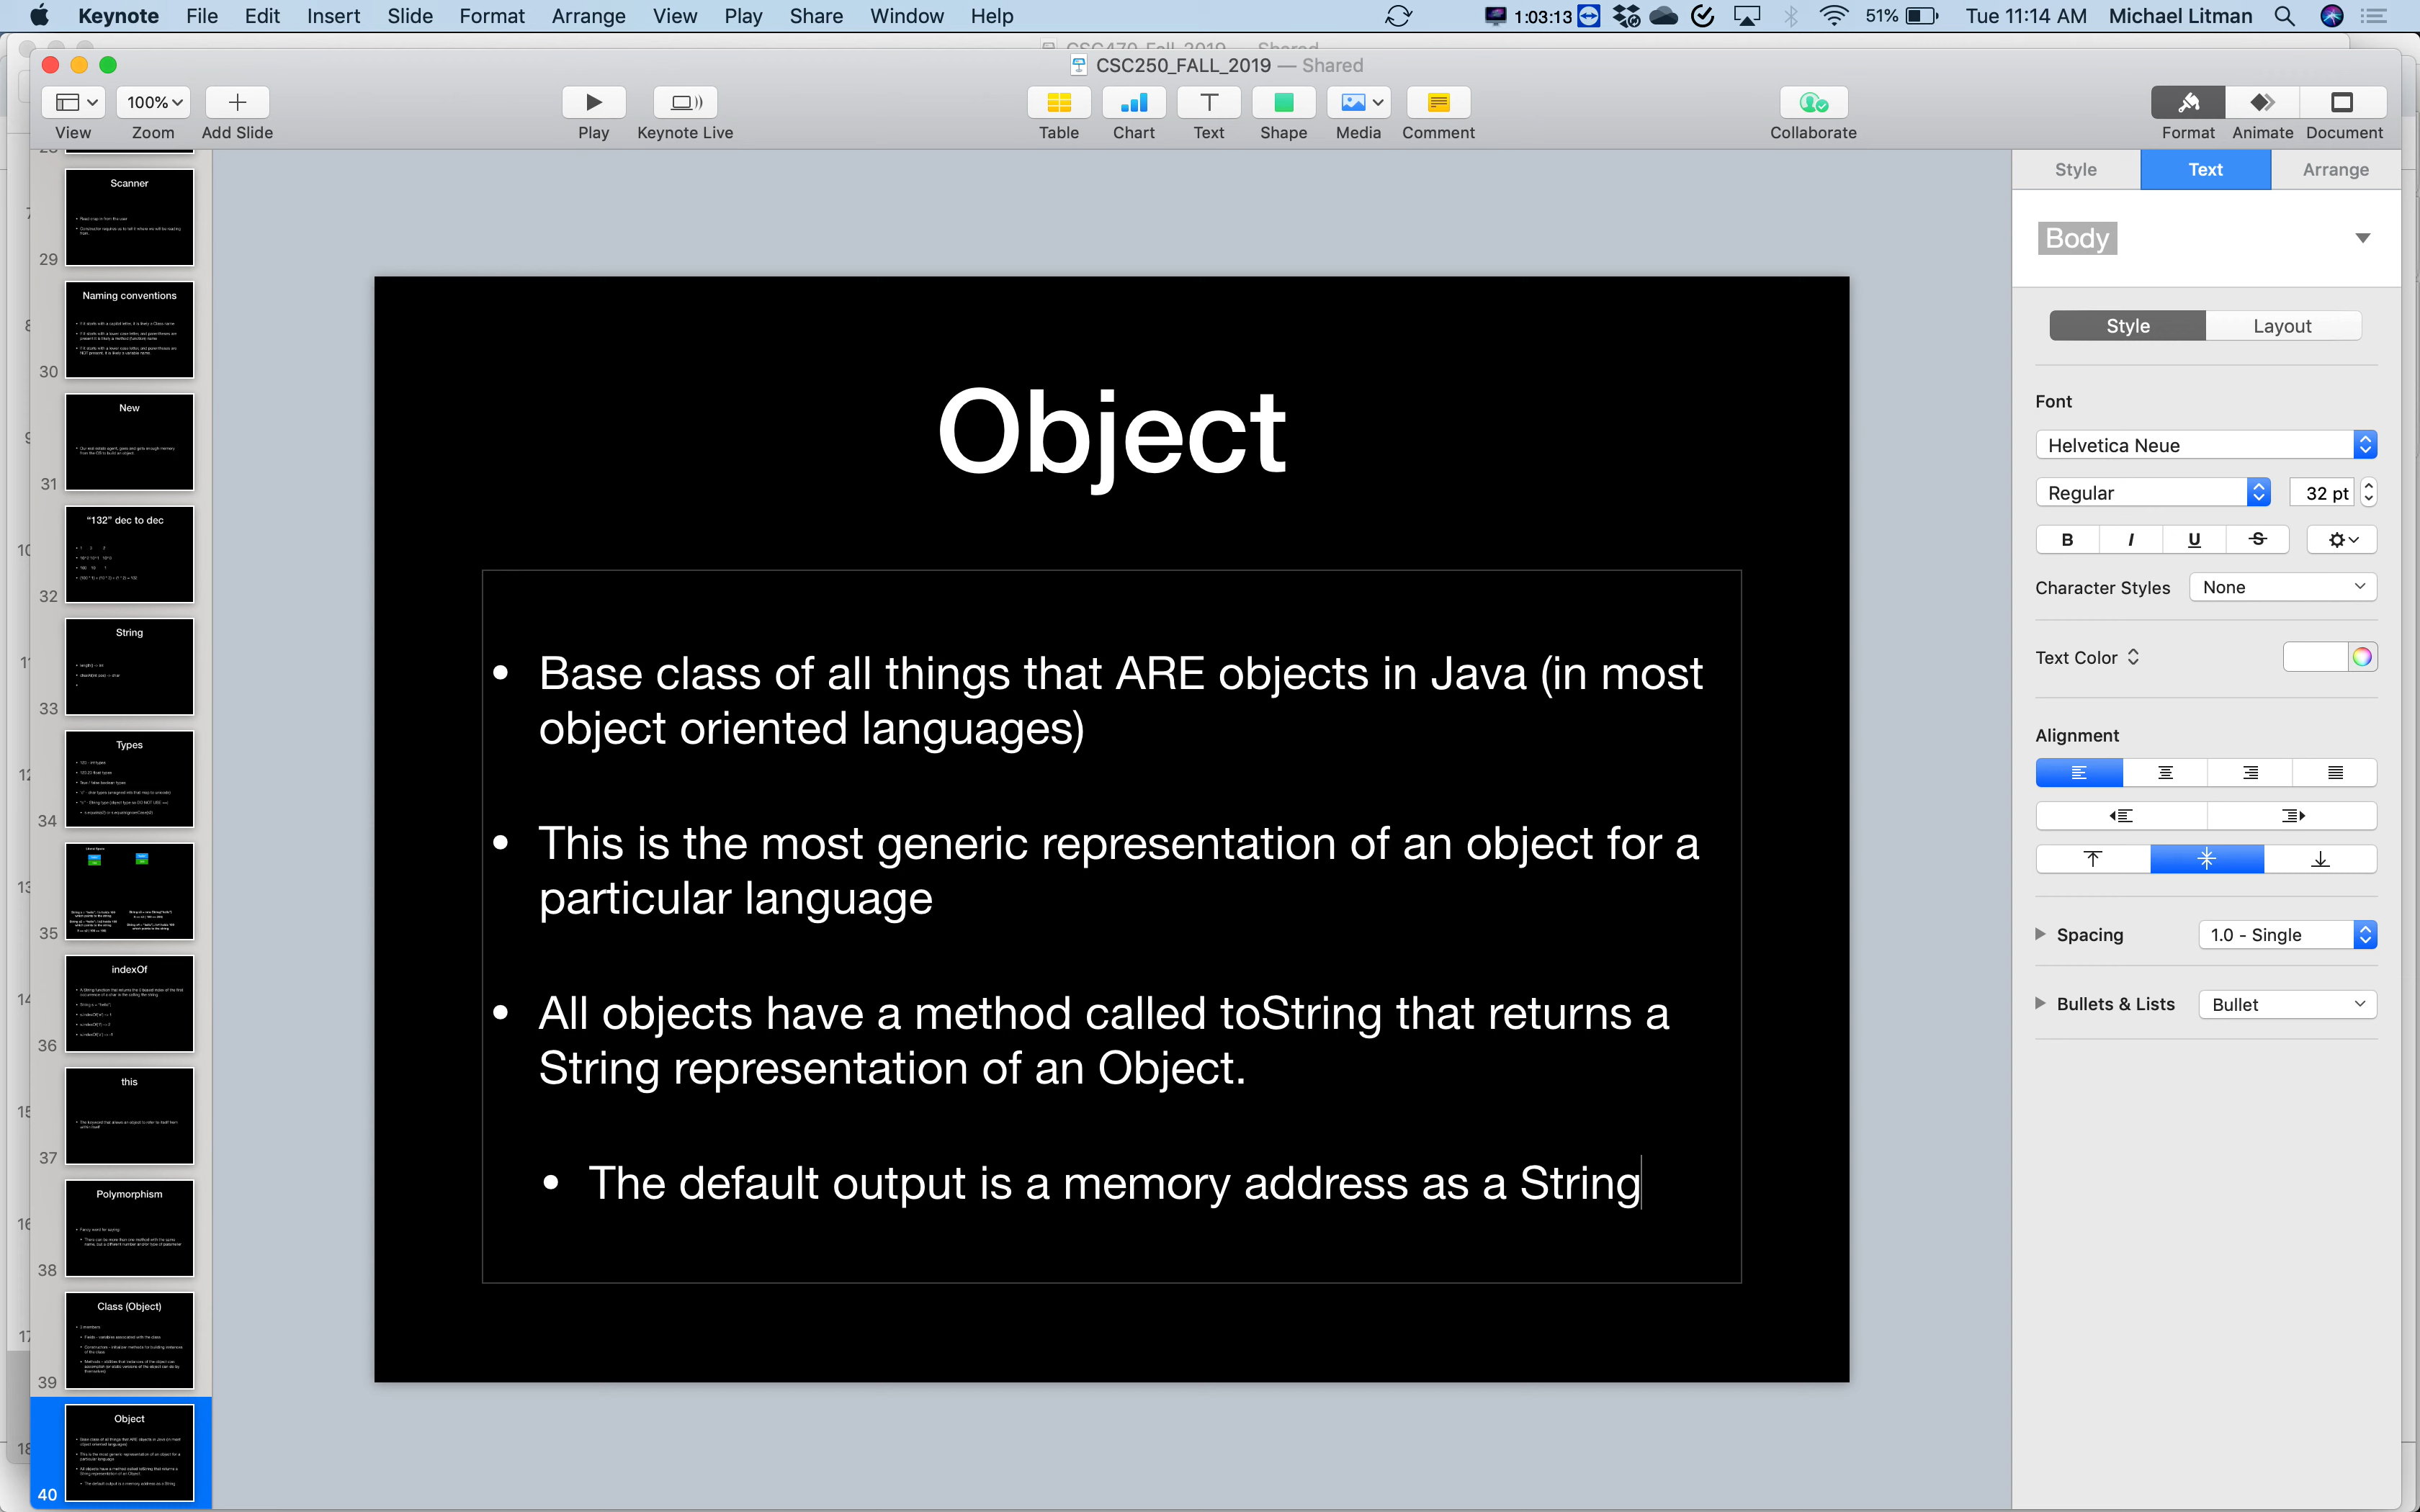 Keynote File Edit Insert Slide Format Arrange View Play Share Window Help 1:03:13 51% Tue 11:14 AM Michael Litman
CSC250_FALL_2019 — Shared
100%
View Zoom Add Slide Play Keynote Live Table Chart Text Shape Media Comment Collaborate Format Animate Document
Scanner
29
Naming conventions
30
New
31
“132” dec to dec
32
String
33
Types
34
35
indexOf
36
this
37
Polymorphism
38
Class (Object)
39
Object
40
Object
• Base class of all things that ARE objects in Java (in most
object oriented languages)
• This is the most generic representation of an object for a
particular language
• All objects have a method called toString that returns a
String representation of an Object.
• The default output is a memory address as a String
Style Text Arrange
Body
Style Layout
Font
Helvetica Neue
Regular 32 pt
B I U S
Character Styles None
Text Color
Alignment
Spacing 1.0 - Single
Bullets & Lists Bullet